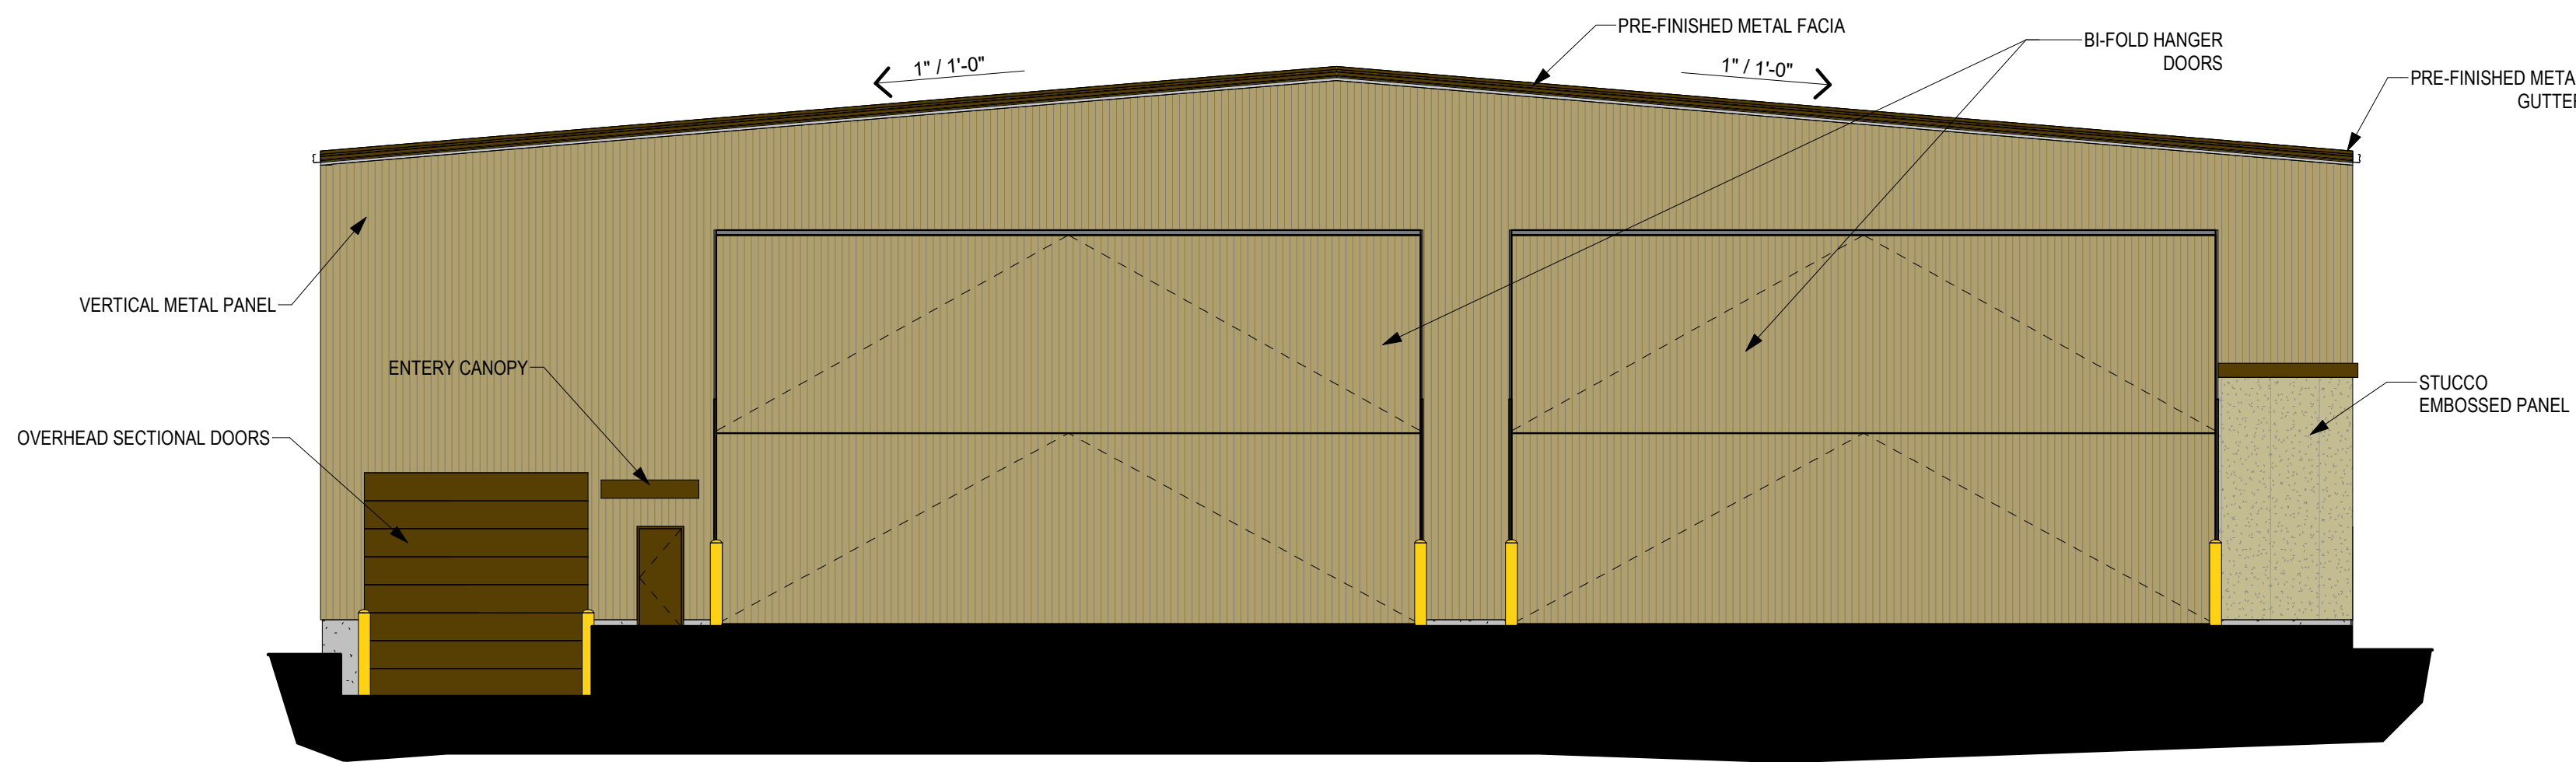 PRE-FINISHED METAL FACIA
BI-FOLD HANGER
DOORS
1" / 1'-0"
1" / 1'-0"
PRE-FINISHED META
GUTTE
VERTICAL METAL PANEL
ENTERY CANOPY
STUCCO
EMBOSSED PANEL
OVERHEAD SECTIONAL DOORS